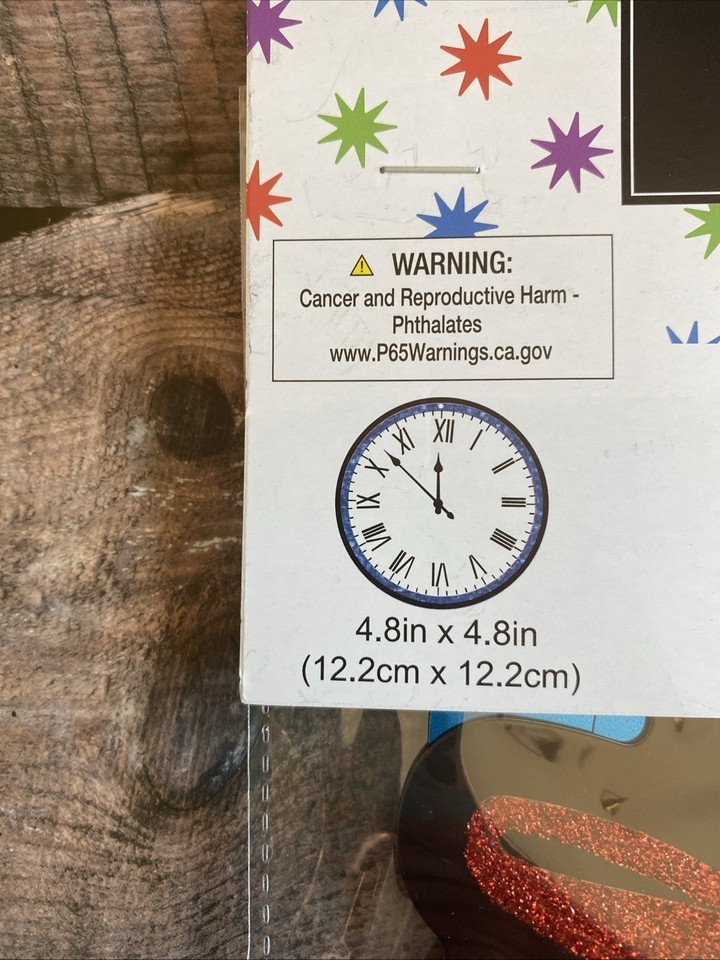 WARNING:
Cancer and Reproductive Harm -
Phthalates
www.P65Warnings.ca.gov
XII
I
II
III
IIII
V
VI
VII
VIII
IX
X
XI
4.8in x 4.8in
(12.2cm x 12.2cm)